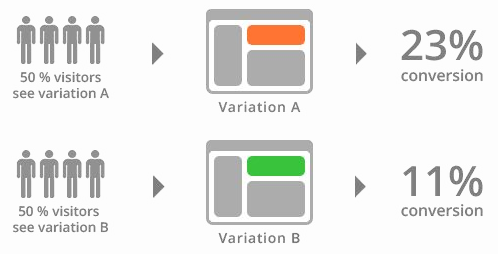 50 % visitors
see variation A
Variation A
23%
conversion
50 % visitors
see variation B
Variation B
11%
conversion